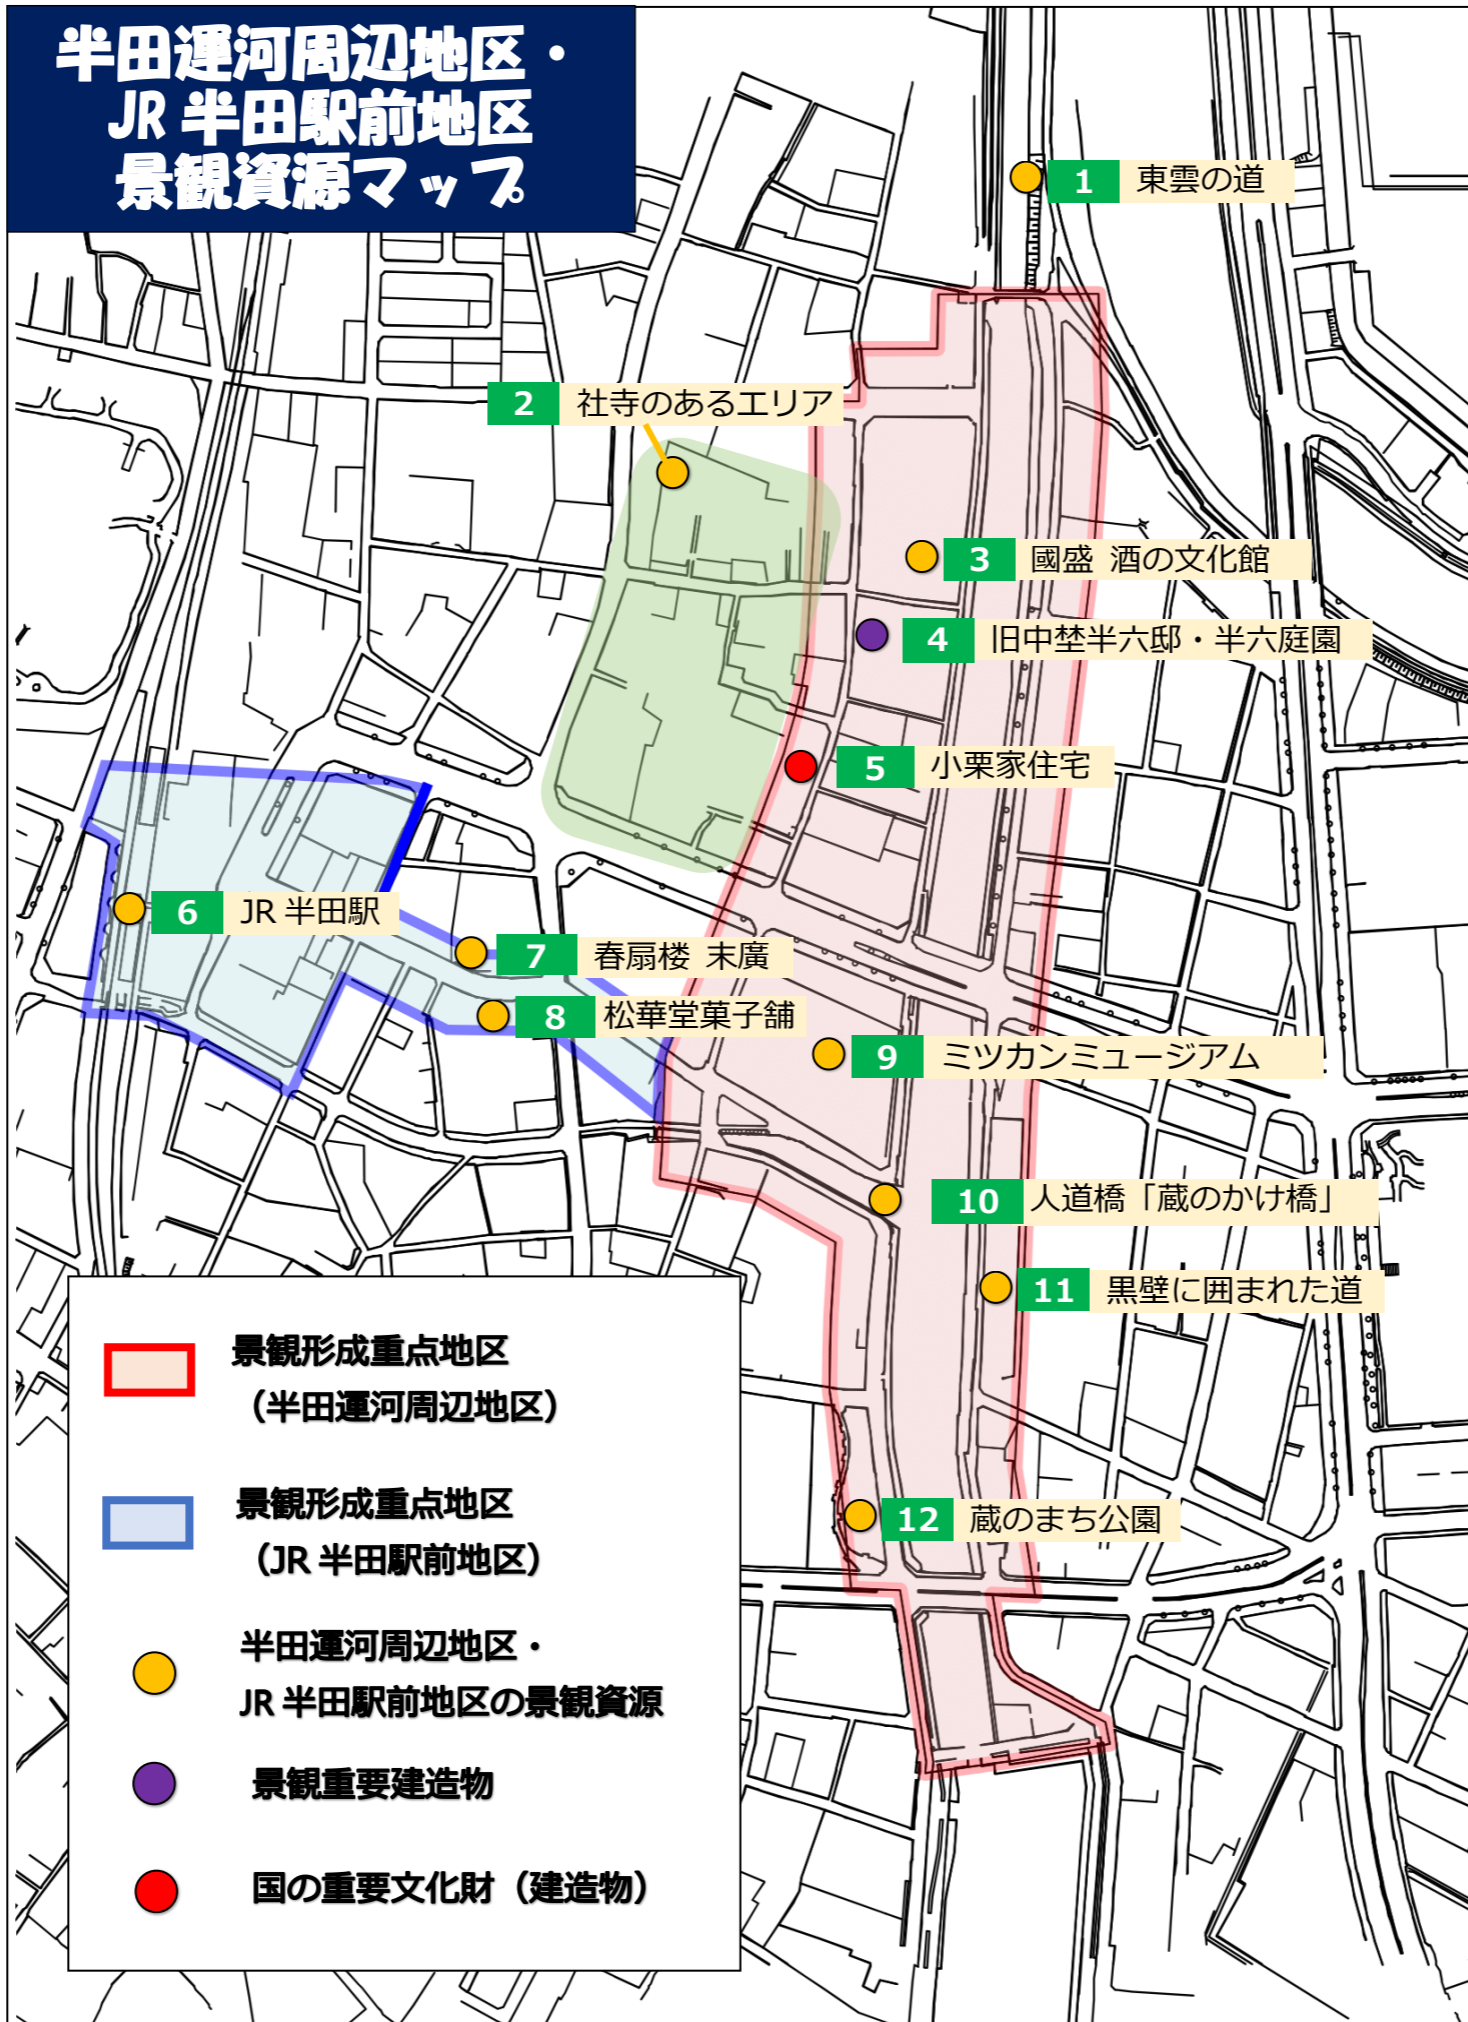 半田運河周辺地区・
JR 半田駅前地区
景観資源マップ
1 東雲の道
2 社寺のあるエリア
3 國盛 酒の文化館
4 旧中埜半六邸・半六庭園
5 小栗家住宅
6 JR 半田駅
7 春扇楼 末廣
8 松華堂菓子舗
9 ミツカンミュージアム
10 人道橋「蔵のかけ橋」
11 黒壁に囲まれた道
12 蔵のまち公園
景観形成重点地区
（半田運河周辺地区）
景観形成重点地区
（JR 半田駅前地区）
半田運河周辺地区・
JR 半田駅前地区の景観資源
景観重要建造物
国の重要文化財（建造物）